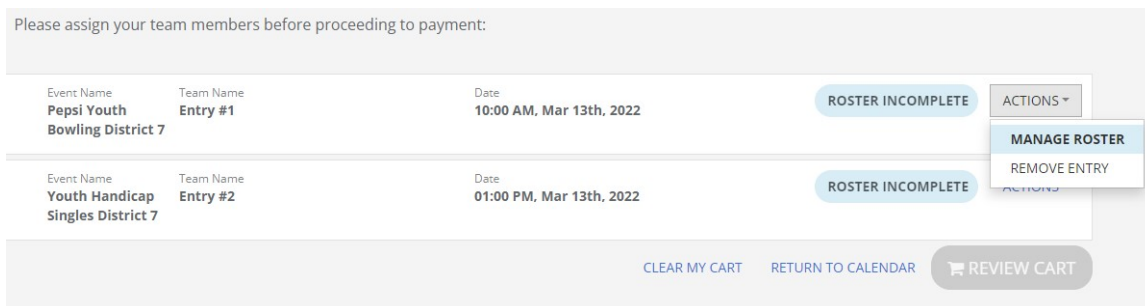 Please assign your team members before proceeding to payment:
Event Name Team Name Date
Pepsi Youth Entry #1 10:00 AM, Mar 13th, 2022 ROSTER INCOMPLETE ACTIONS
Bowling District 7
MANAGE ROSTER
REMOVE ENTRY
Event Name Team Name Date
Youth Handicap Entry #2 01:00 PM, Mar 13th, 2022 ROSTER INCOMPLETE ACTIONS
Singles District 7
CLEAR MY CART RETURN TO CALENDAR REVIEW CART